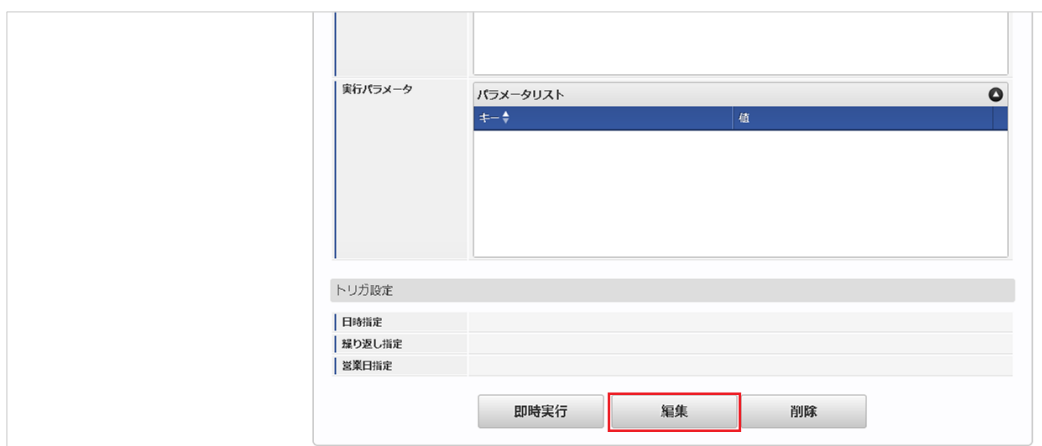 実行パラメータ
パラメータリスト
キー 値
トリガ設定
日時指定
繰り返し指定
営業日指定
即時実行 編集 削除